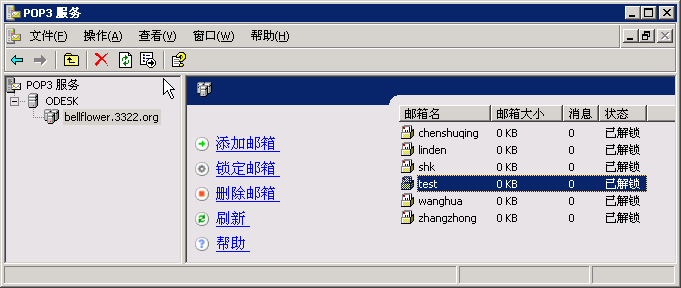 POP3 服务
文件(F) 操作(A) 查看(V) 窗口(W) 帮助(H)
POP3 服务
ODESK
bellflower.3322.org
添加邮箱
锁定邮箱
删除邮箱
刷新
帮助
邮箱名 邮箱大小 消息 状态
chenshuqing 0 KB 0 已解锁
linden 0 KB 0 已解锁
shk 0 KB 0 已解锁
test 0 KB 0 已解锁
wanghua 0 KB 0 已解锁
zhangzhong 0 KB 0 已解锁